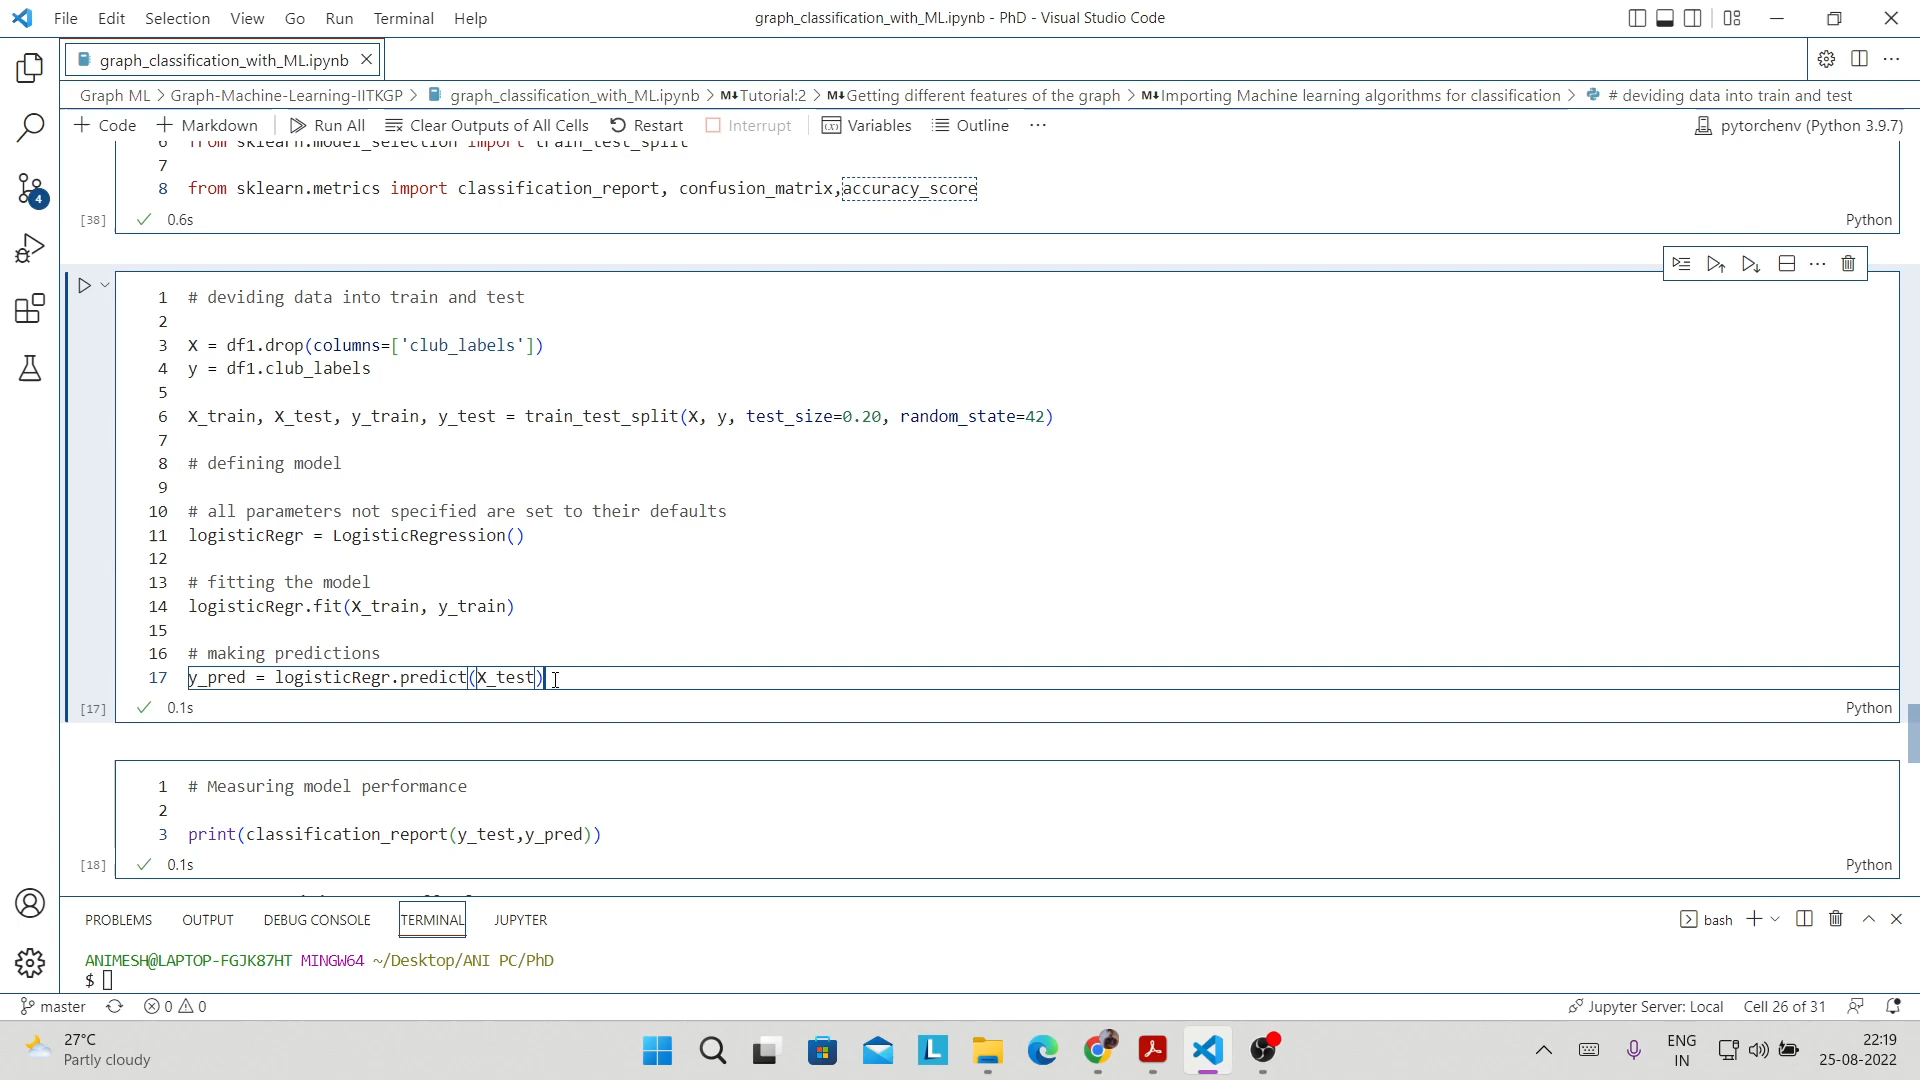 File Edit Selection View Go Run Terminal Help
graph_classification_with_ML.ipynb - PhD - Visual Studio Code
graph_classification_with_ML.ipynb
Graph ML > Graph-Machine-Learning-IITKGP > graph_classification_with_ML.ipynb > M↓Tutorial:2 > M↓Getting different features of the graph > M↓Importing Machine learning algorithms for classification > # deviding data into train and test
+ Code + Markdown Run All Clear Outputs of All Cells Restart Interrupt Variables Outline ...
pytorchenv (Python 3.9.7)
6 from sklearn.model_selection import train_test_split
7
8 from sklearn.metrics import classification_report, confusion_matrix,accuracy_score
[38] 0.6s Python
1 # deviding data into train and test
2
3 X = df1.drop(columns=['club_labels'])
4 y = df1.club_labels
5
6 X_train, X_test, y_train, y_test = train_test_split(X, y, test_size=0.20, random_state=42)
7
8 # defining model
9
10 # all parameters not specified are set to their defaults
11 logisticRegr = LogisticRegression()
12
13 # fitting the model
14 logisticRegr.fit(X_train, y_train)
15
16 # making predictions
17 y_pred = logisticRegr.predict(X_test)
[17] 0.1s Python
1 # Measuring model performance
2
3 print(classification_report(y_test,y_pred))
[18] 0.1s Python
PROBLEMS OUTPUT DEBUG CONSOLE TERMINAL JUPYTER
bash
ANIMESH@LAPTOP-FGJK87HT MINGW64 ~/Desktop/ANI PC/PhD
$
master 0 0
Jupyter Server: Local Cell 26 of 31
4
27°C
Partly cloudy
ENG
IN
22:19
25-08-2022